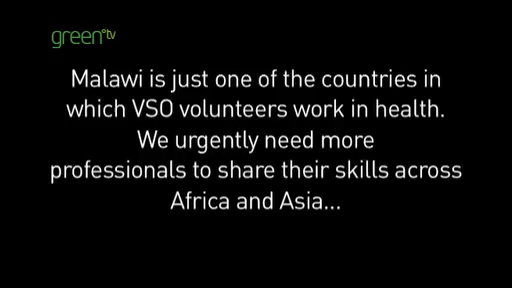 green.tv
Malawi is just one of the countries in
which VSO volunteers work in health.
We urgently need more
professionals to share their skills across
Africa and Asia...